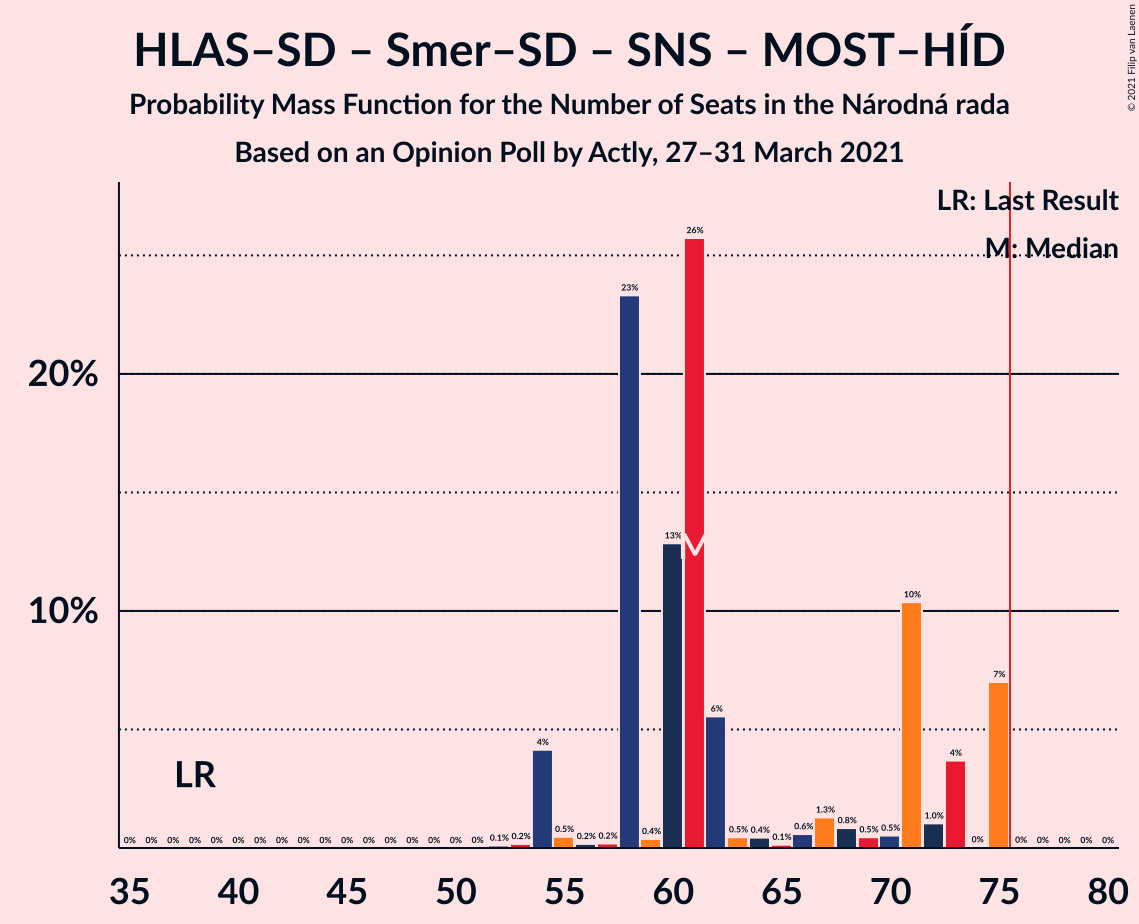 HLAS–SD – Smer–SD – SNS – MOST–HÍD
Probability Mass Function for the Number of Seats in the Národná rada
Based on an Opinion Poll by Actly, 27–31 March 2021
© 2021 Filip van Laenen
LR: Last Result
M: Median
20%
10%
LR
0% 0% 0% 0% 0% 0% 0% 0% 0% 0% 0% 0% 0% 0% 0% 0% 0% 0.1% 0.2% 4% 0.5% 0.2% 0.2% 23% 0.4% 13% 26% 6% 0.5% 0.4% 0.1% 0.6% 1.3% 0.8% 0.5% 0.5% 10% 1.0% 4% 0% 7% 0% 0% 0% 0% 0%
35 40 45 50 55 60 65 70 75 80